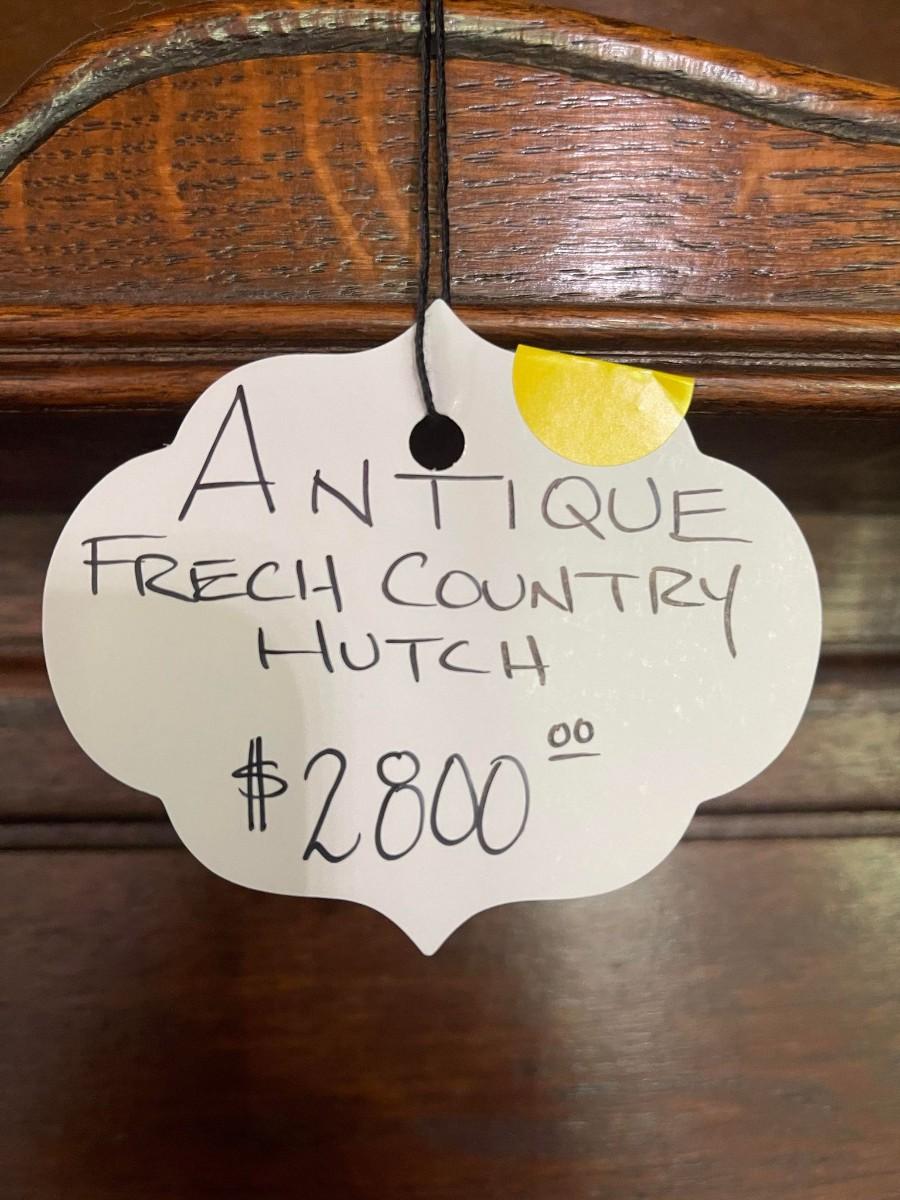 ANTIQUE
FRECH COUNTRY
HUTCH
$2800 00